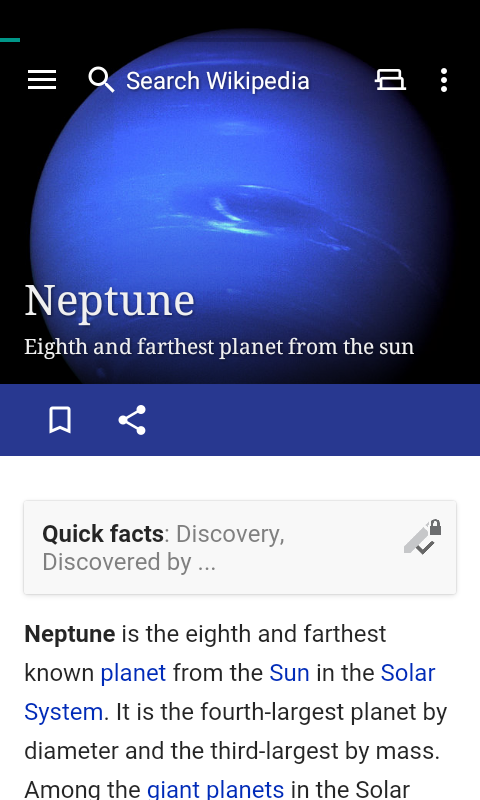 Search Wikipedia
Neptune
Eighth and farthest planet from the sun
Quick facts: Discovery,
Discovered by ...
Neptune is the eighth and farthest
known planet from the Sun in the Solar
System. It is the fourth-largest planet by
diameter and the third-largest by mass.
Among the giant planets in the Solar